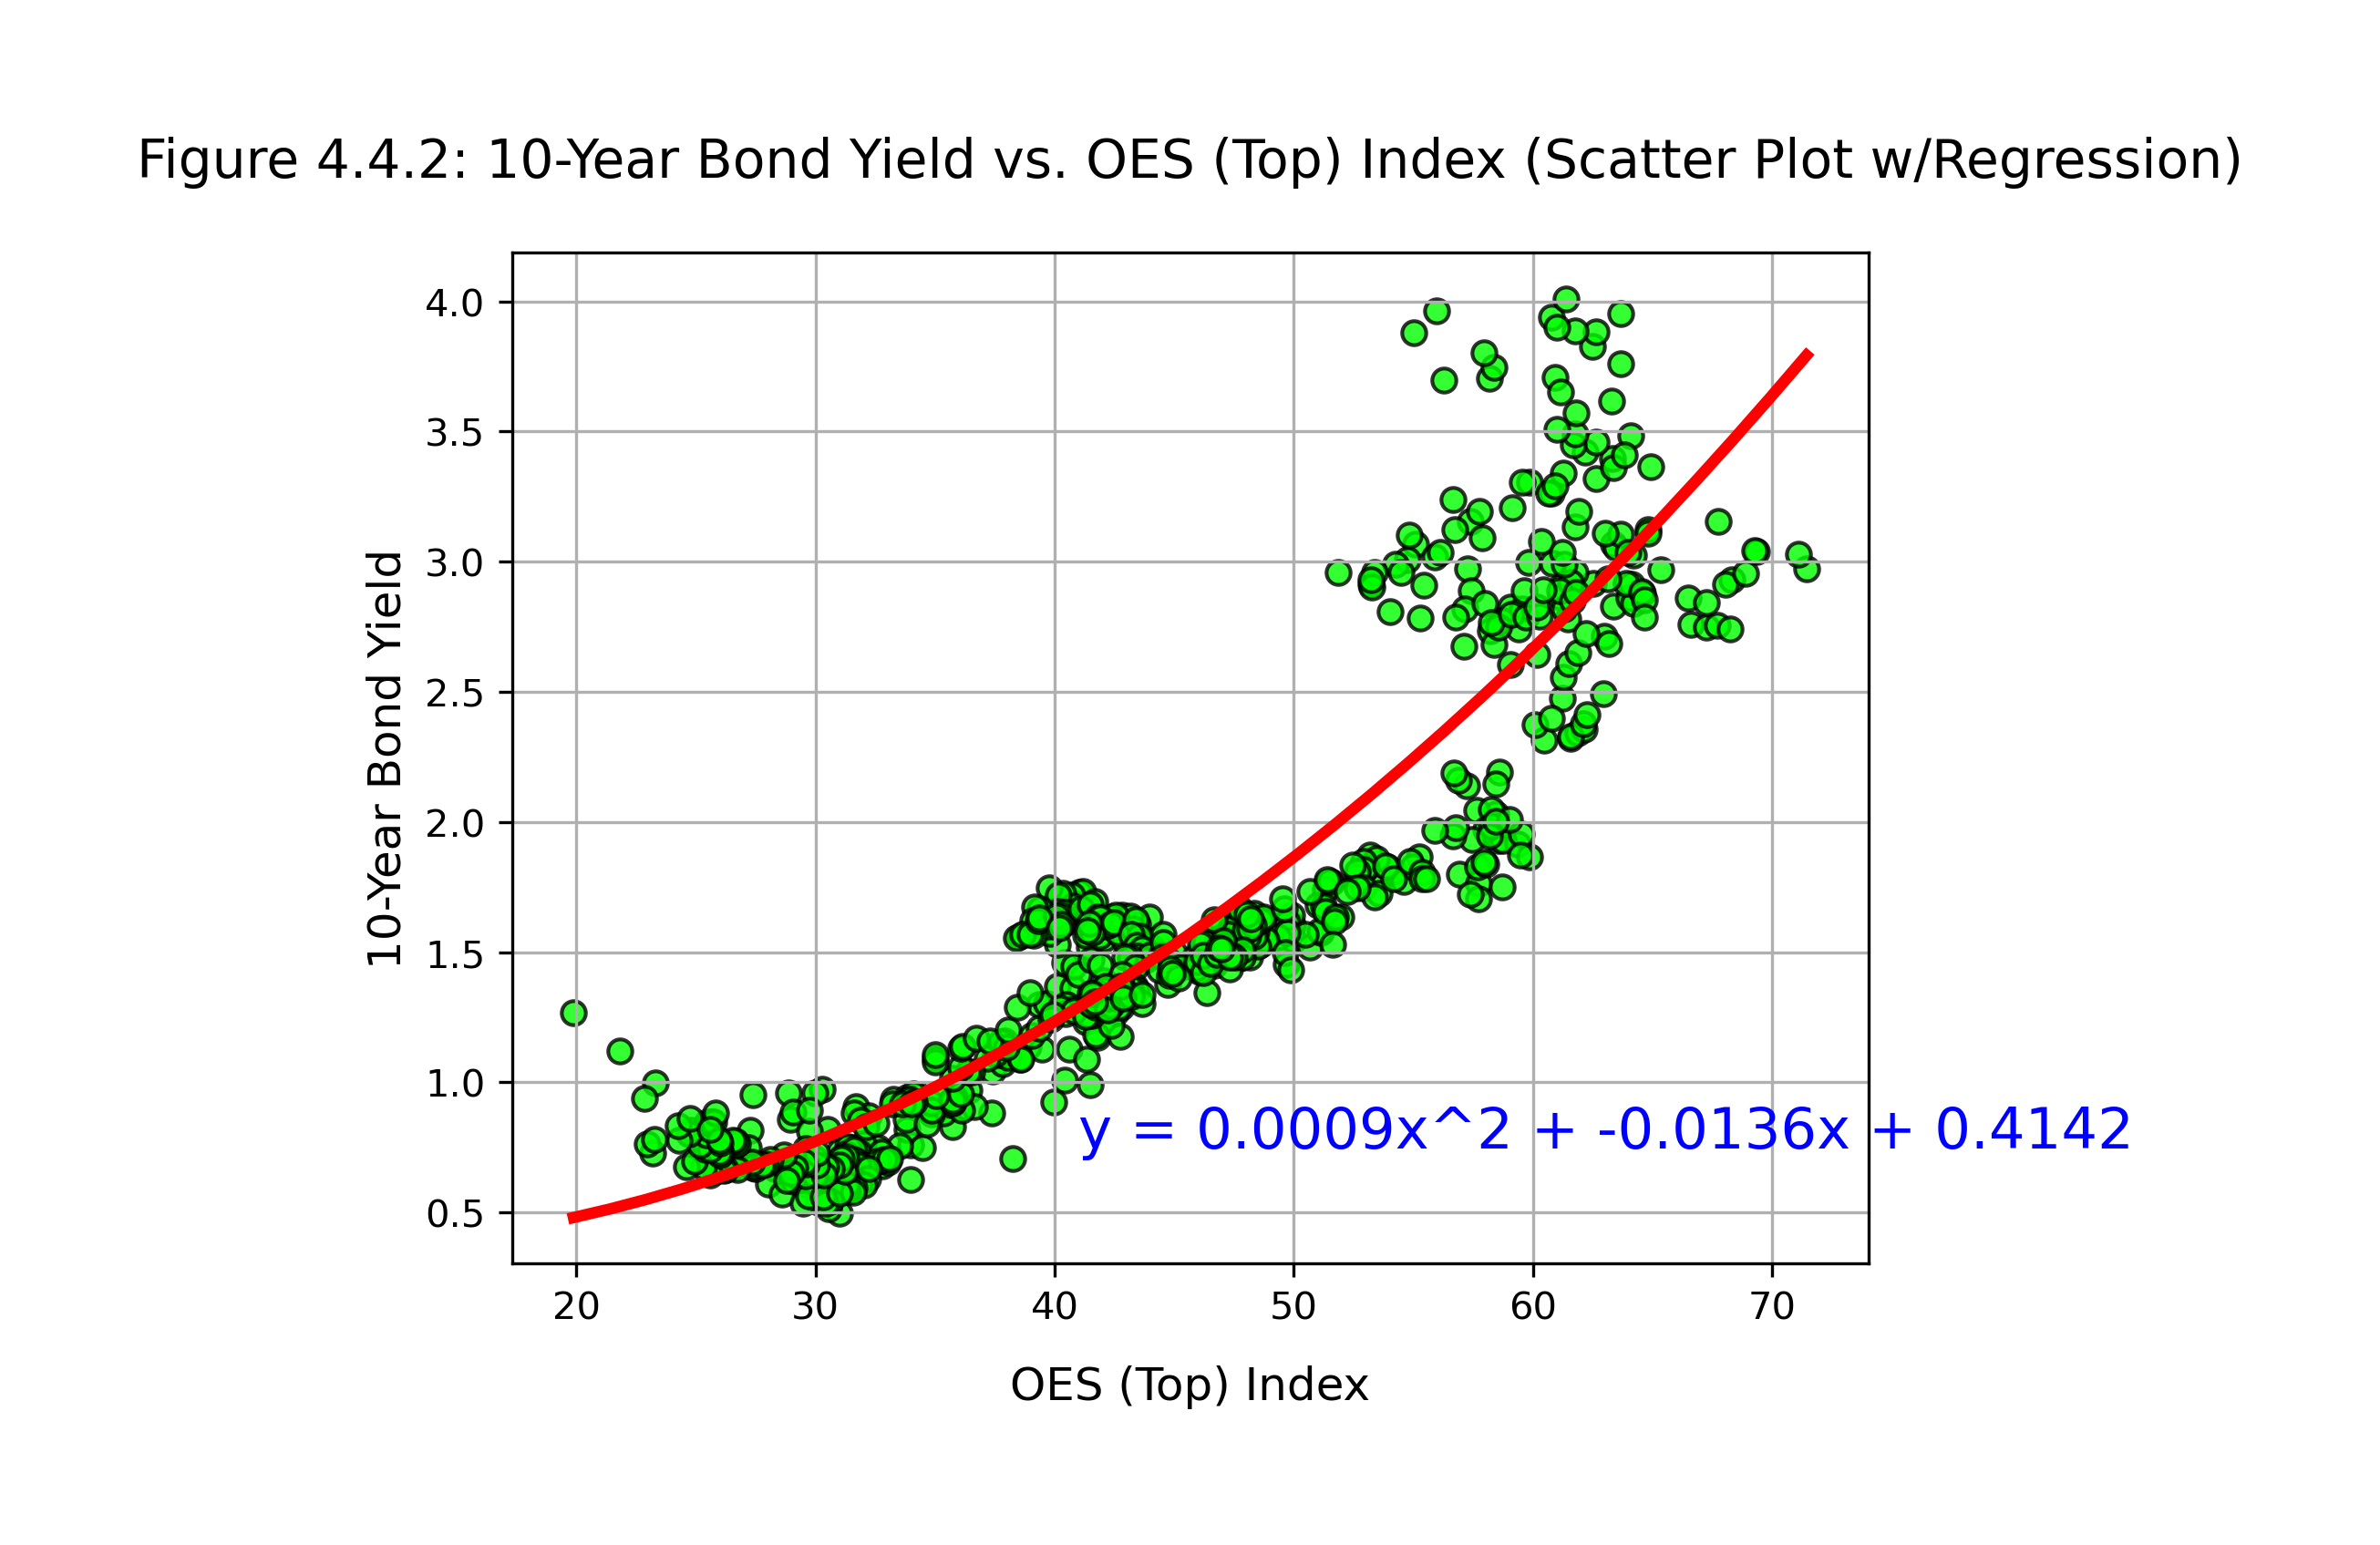 Figure 4.4.2: 10-Year Bond Yield vs. OES (Top) Index (Scatter Plot w/Regression)
10-Year Bond Yield
4.0
3.5
3.0
2.5
2.0
1.5
1.0
0.5
y = 0.0009x^2 + -0.0136x + 0.4142
20 30 40 50 60 70
OES (Top) Index